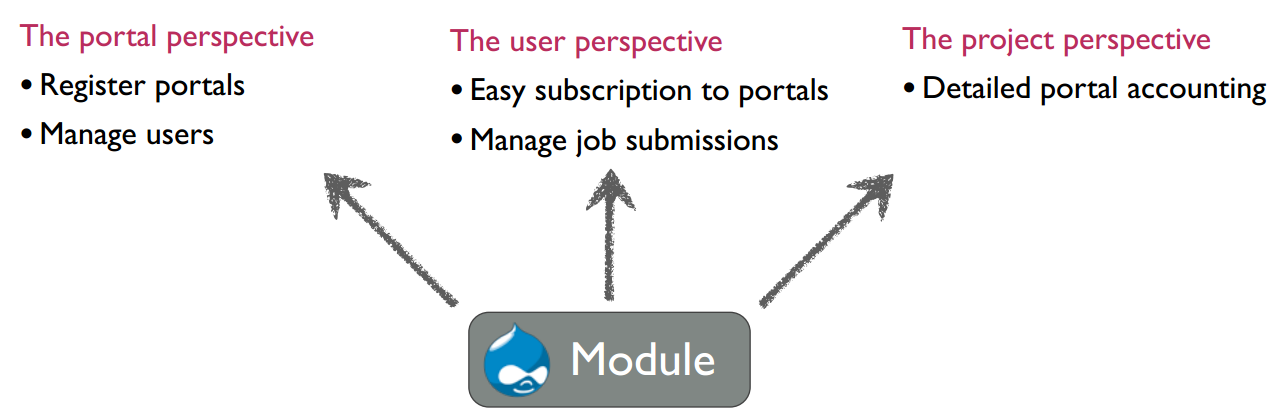 The portal perspective
• Register portals
• Manage users
The user perspective
• Easy subscription to portals
• Manage job submissions
The project perspective
• Detailed portal accounting
Module